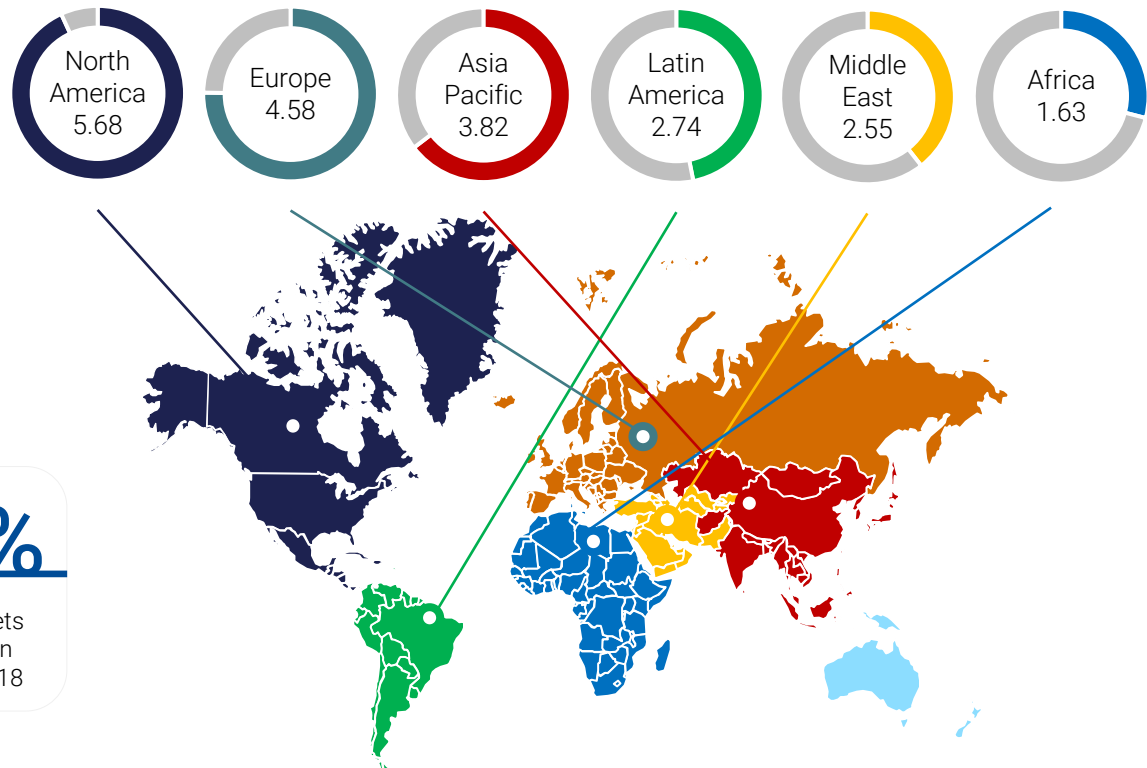 North
America
5.68
Europe
4.58
Asia
Pacific
3.82
Latin
America
2.74
Middle
East
2.55
Africa
1.63
%
ets
n
18